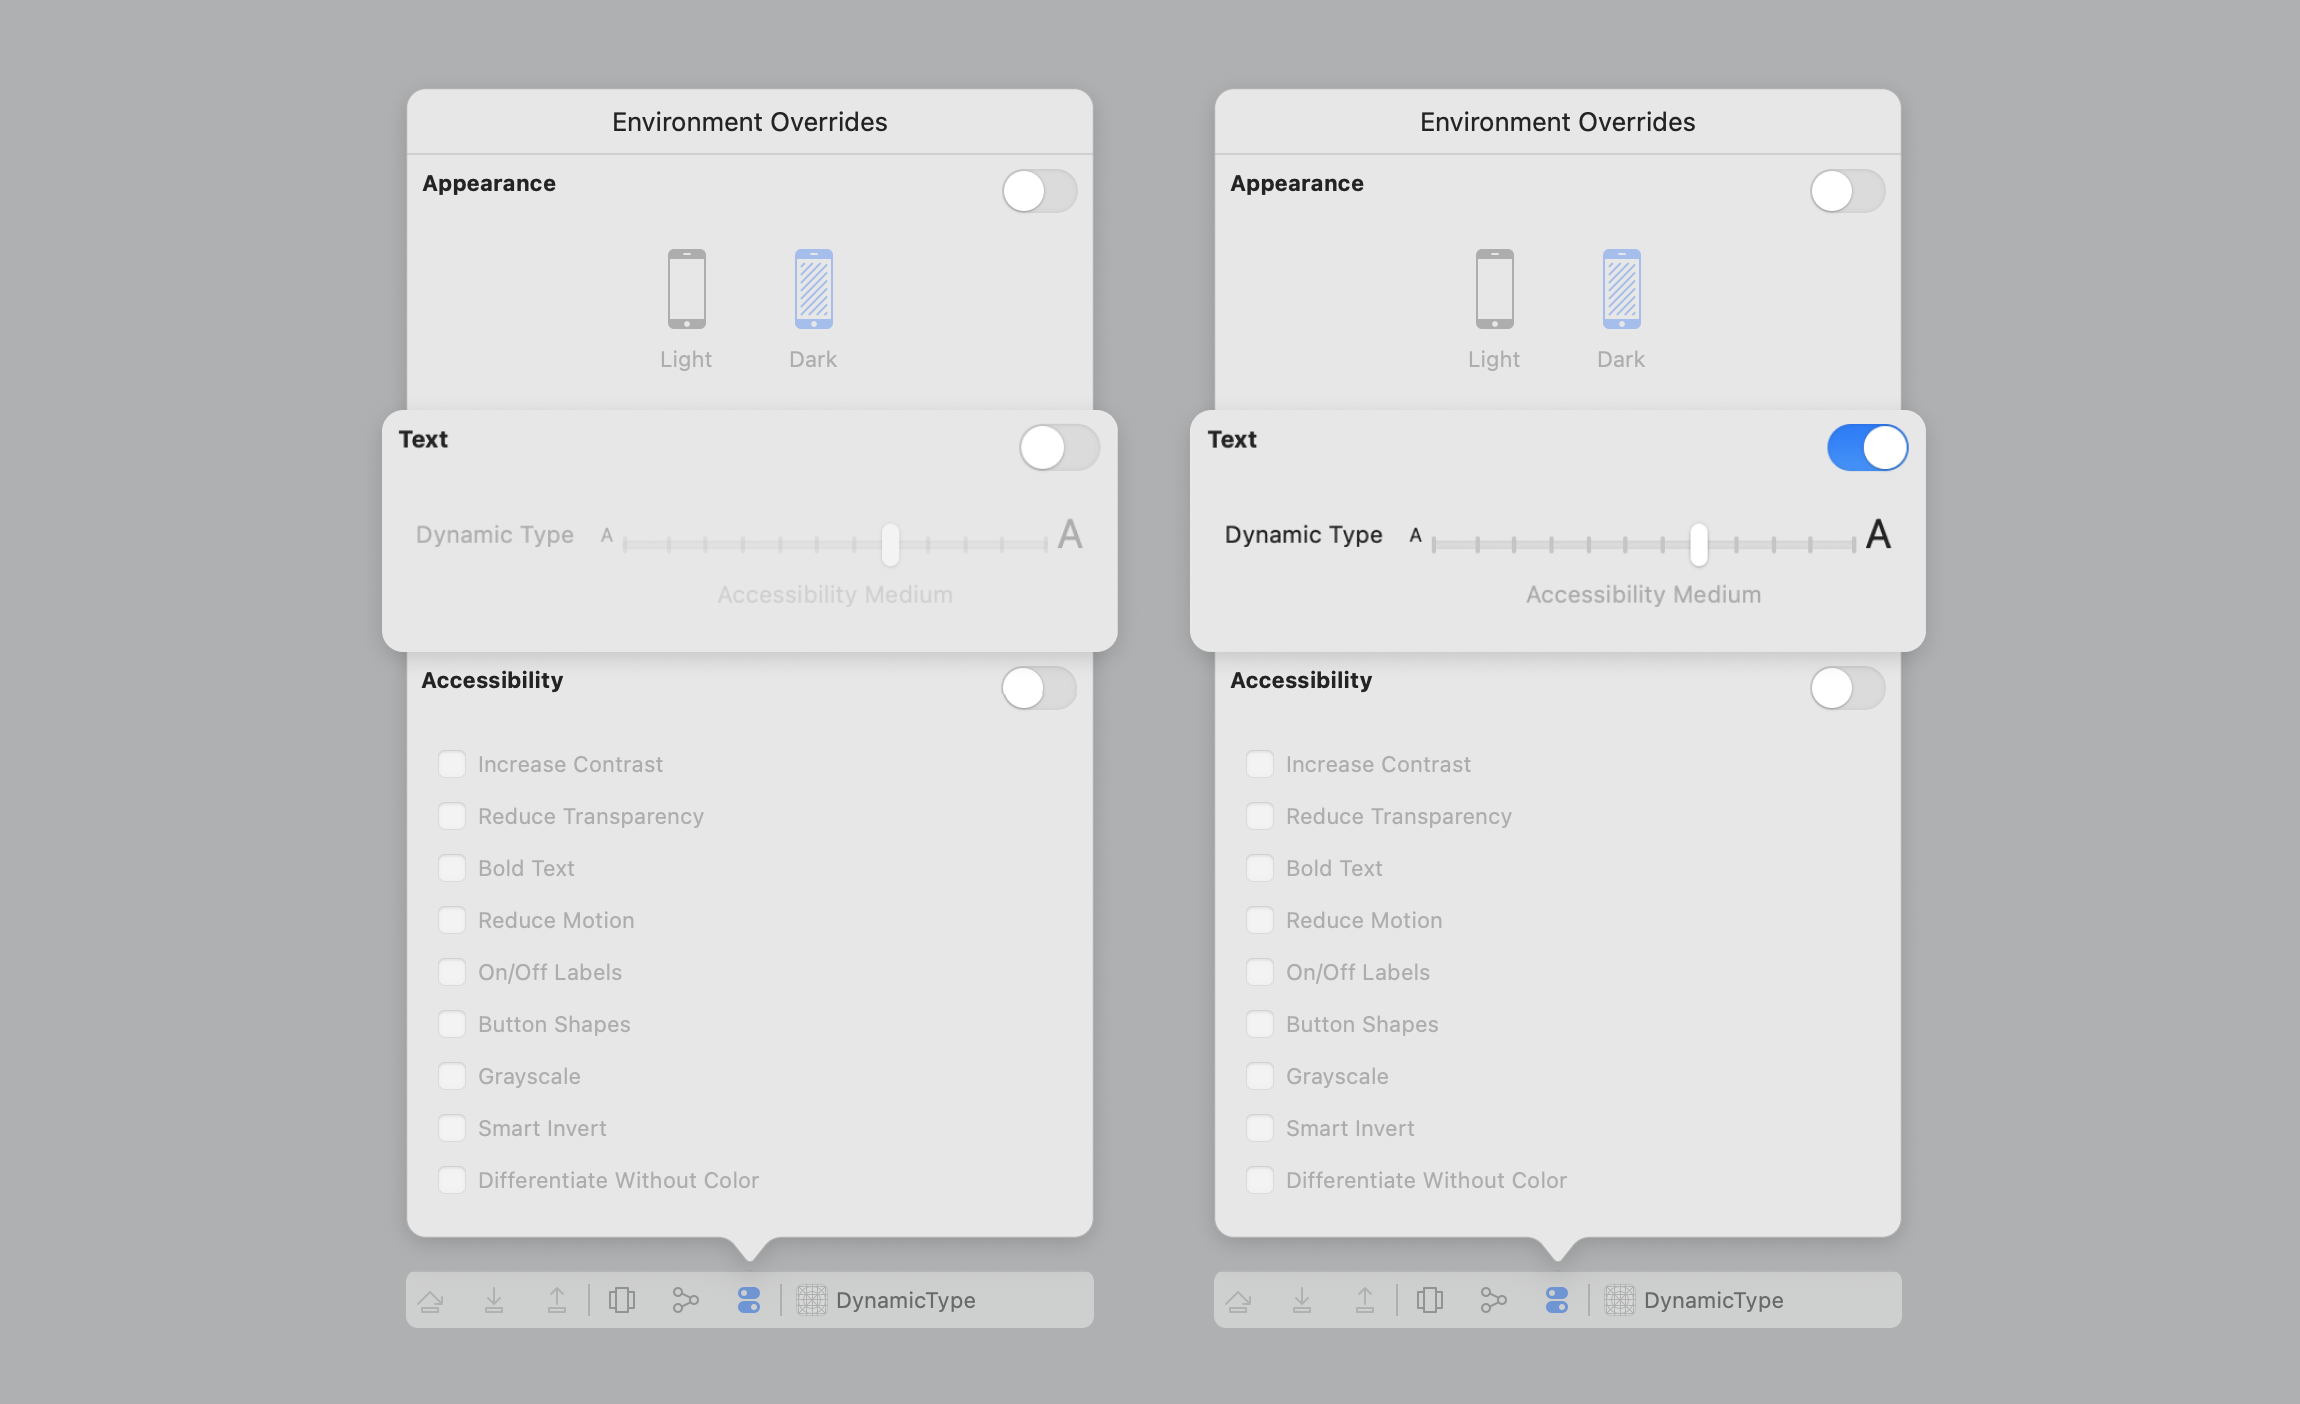 Environment Overrides
Appearance
Light Dark
Text
Dynamic Type A A
Accessibility Medium
Accessibility
Increase Contrast
Reduce Transparency
Bold Text
Reduce Motion
On/Off Labels
Button Shapes
Grayscale
Smart Invert
Differentiate Without Color
DynamicType
Environment Overrides
Appearance
Light Dark
Text
Dynamic Type A A
Accessibility Medium
Accessibility
Increase Contrast
Reduce Transparency
Bold Text
Reduce Motion
On/Off Labels
Button Shapes
Grayscale
Smart Invert
Differentiate Without Color
DynamicType